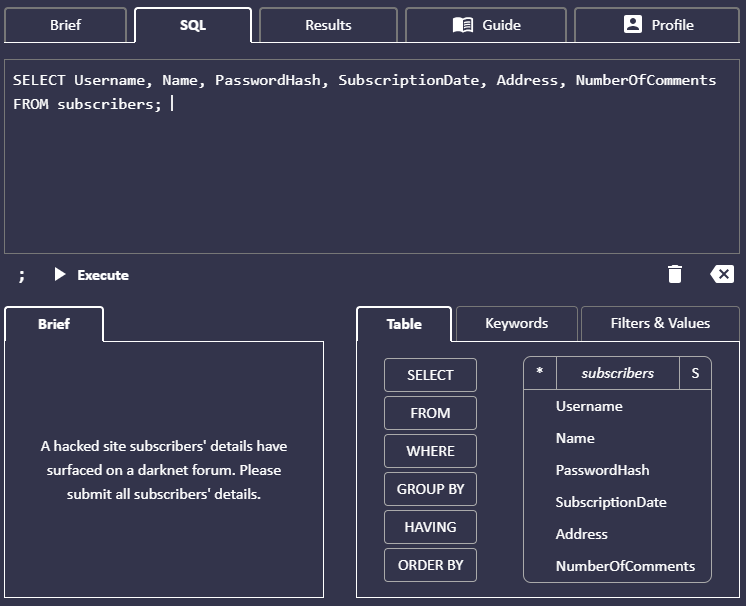 Brief
SQL
Results
Guide
Profile
SELECT Username, Name, PasswordHash, SubscriptionDate, Address, NumberOfComments
FROM subscribers;
;
Execute
Brief
A hacked site subscribers' details have
surfaced on a darknet forum. Please
submit all subscribers' details.
Table
Keywords
Filters & Values
SELECT
FROM
WHERE
GROUP BY
HAVING
ORDER BY
* subscribers S
Username
Name
PasswordHash
SubscriptionDate
Address
NumberOfComments